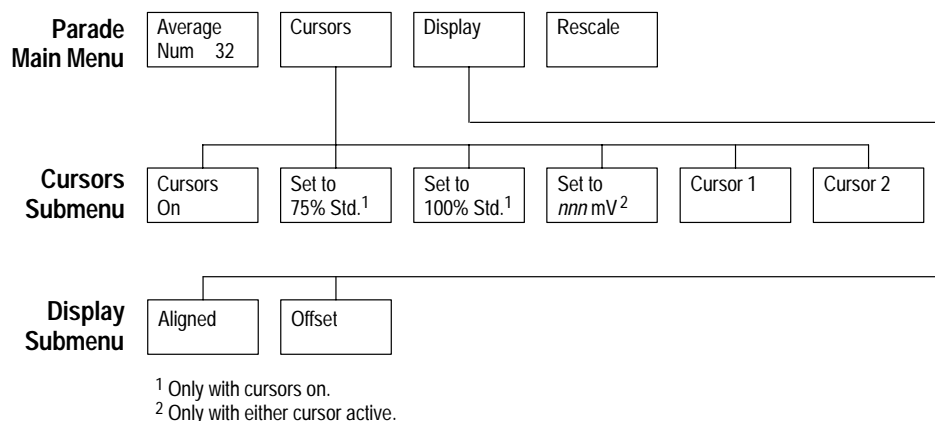 Parade
Main Menu
Average
Num 32
Cursors
Display
Rescale
Cursors
Submenu
Cursors
On
Set to
75% Std.1
Set to
100% Std.1
Set to
nnn mV2
Cursor 1
Cursor 2
Display
Submenu
Aligned
Offset
1 Only with cursors on.
2 Only with either cursor active.